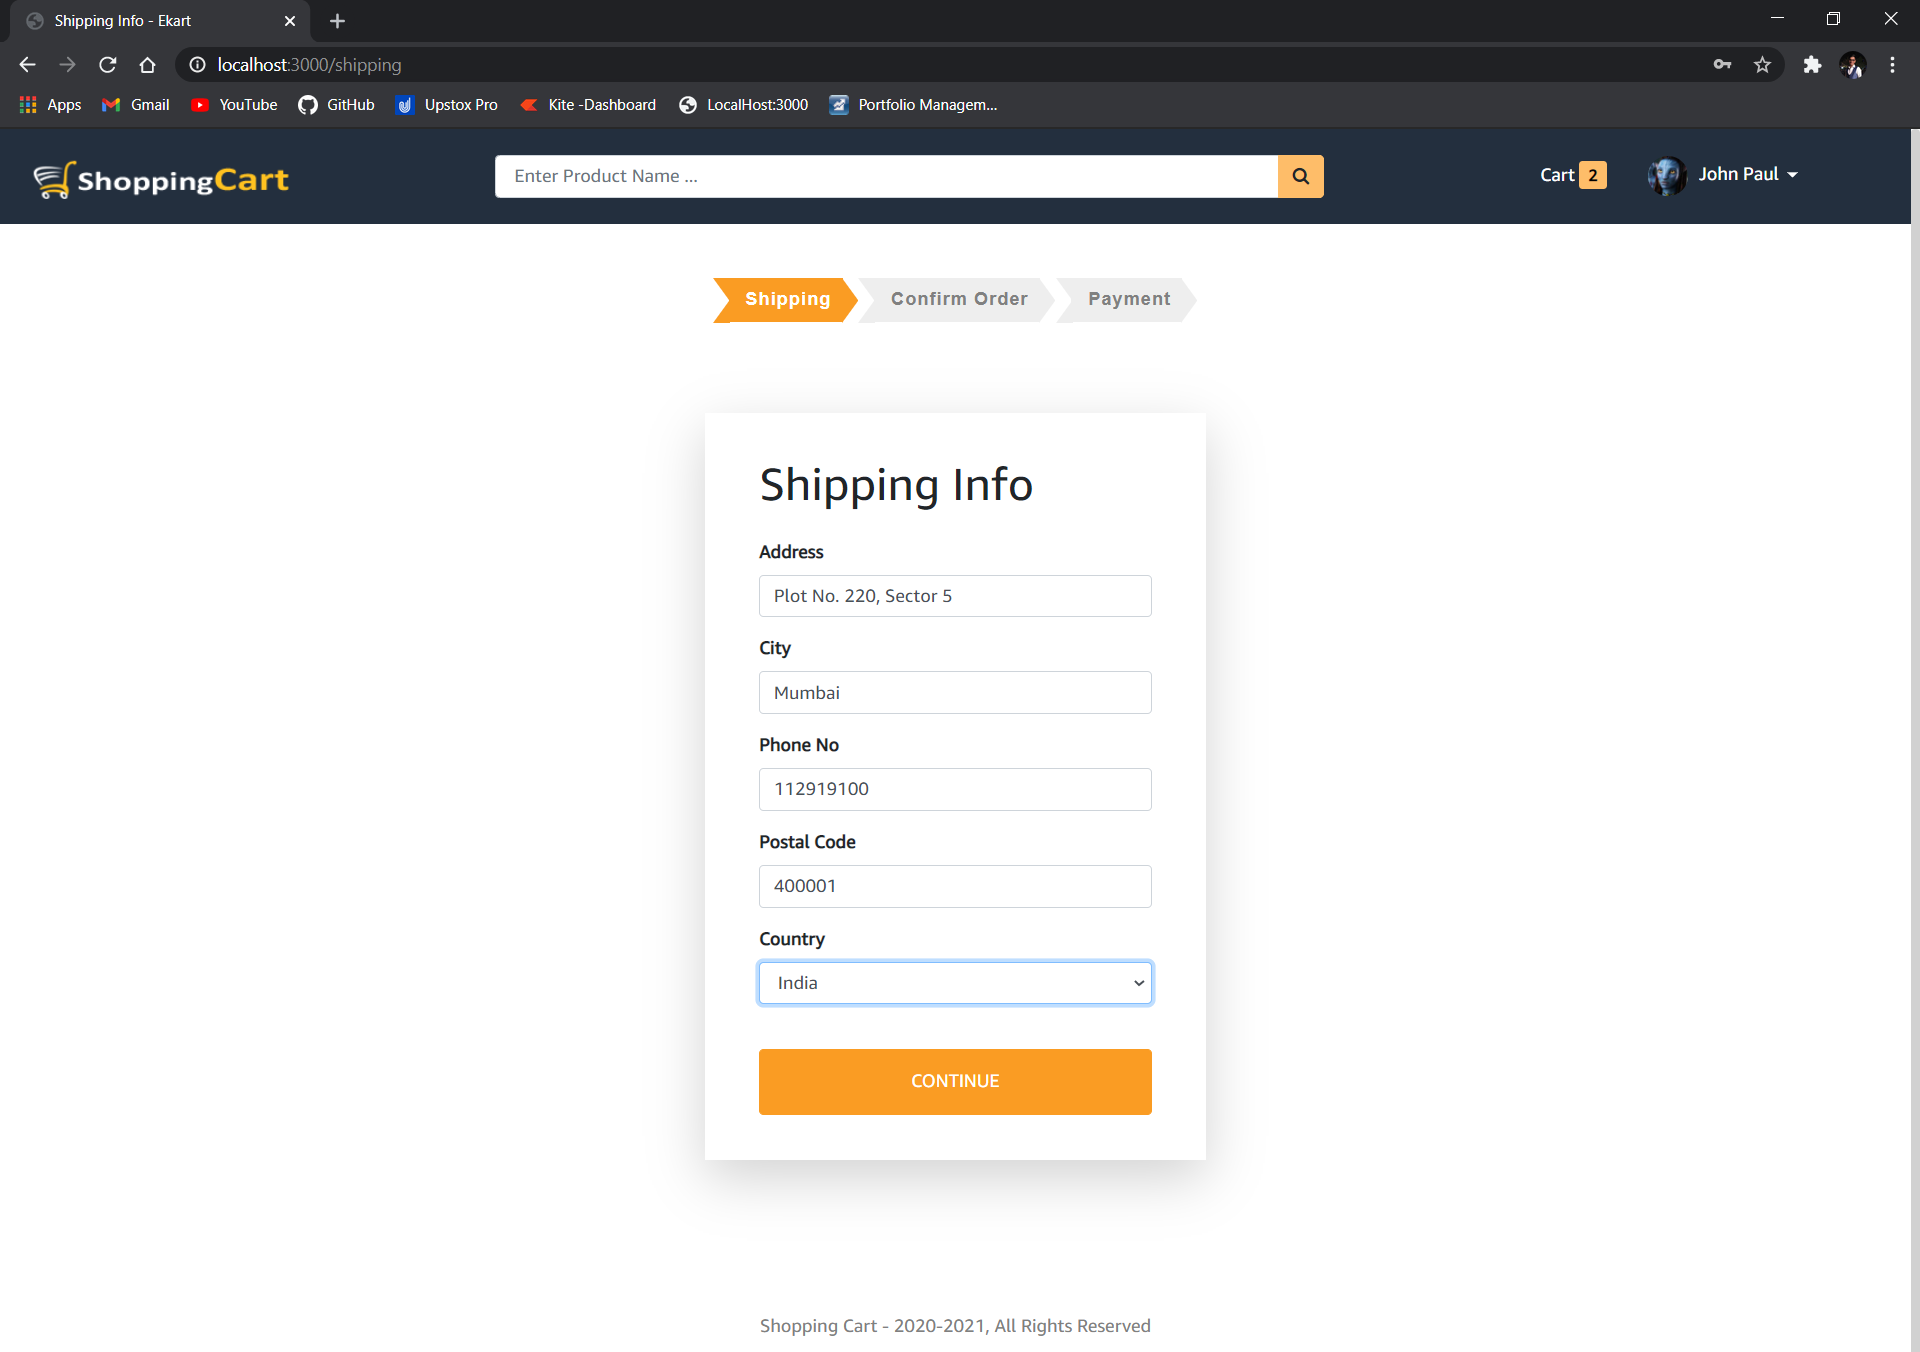 Shipping Info - Ekart
localhost:3000/shipping
Apps Gmail YouTube GitHub Upstox Pro Kite -Dashboard LocalHost:3000 Portfolio Managem...
ShoppingCart Enter Product Name ... Cart 2 John Paul
Shipping Confirm Order Payment
Shipping Info
Address
Plot No. 220, Sector 5
City
Mumbai
Phone No
112919100
Postal Code
400001
Country
India
CONTINUE
Shopping Cart - 2020-2021, All Rights Reserved